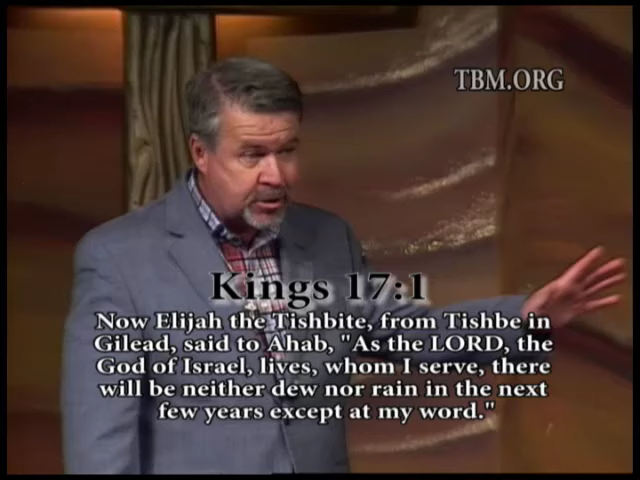 TBM.ORG
Kings 17:1
Now Elijah the Tishbite, from Tishbe in
Gilead, said to Ahab, "As the LORD, the
God of Israel, lives, whom I serve, there
will be neither dew nor rain in the next
few years except at my word."